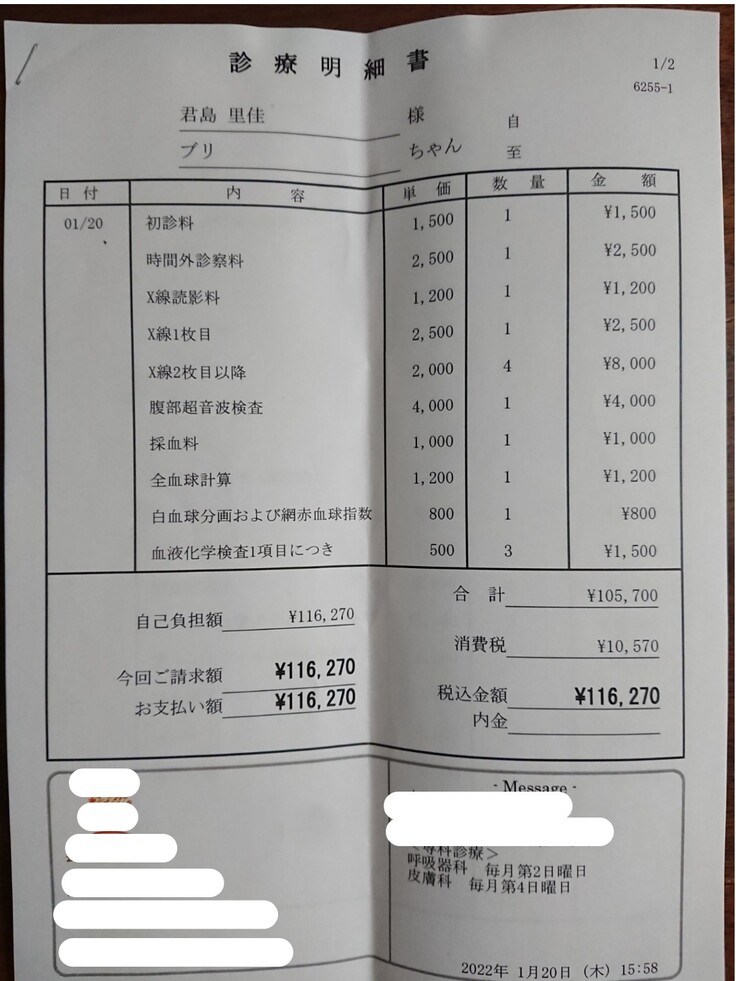 診療明細書
1/2
6255-1
君島 里佳 様 自
ブリ ちゃん 至
日付 内容 単価 数量 金額
01/20 初診料 1,500 1 ¥1,500
時間外診察料 2,500 1 ¥2,500
X線読影料 1,200 1 ¥1,200
X線1枚目 2,500 1 ¥2,500
X線2枚目以降 2,000 4 ¥8,000
腹部超音波検査 4,000 1 ¥4,000
採血料 1,000 1 ¥1,000
全血球計算 1,200 1 ¥1,200
白血球分画および網赤血球指数 800 1 ¥800
血液化学検査1項目につき 500 3 ¥1,500
合計 ¥105,700
自己負担額 ¥116,270
消費税 ¥10,570
今回ご請求額 ¥116,270
お支払い額 ¥116,270
税込金額 ¥116,270
内金
- Message -
<専科診療>
呼吸器科 毎月第2日曜日
皮膚科 毎月第4日曜日
2022年 1月20日 (木) 15:58